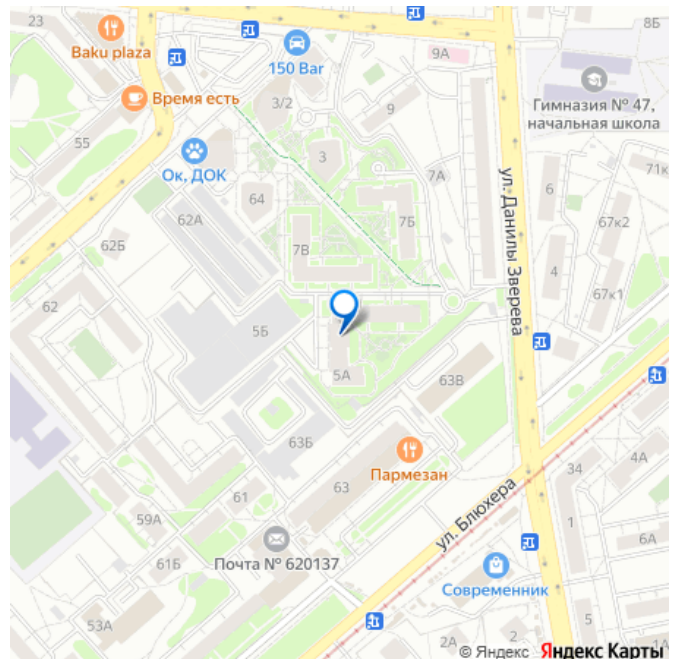 23
Baku plaza
150 Bar
9А
8Б
Время есть
3/2
9
Гимназия № 47,
начальная школа
55
Ок, ДОК
3
7А
6
71к
64
62А
7Б
67к2
62Б
7В
ул. Данилы Зверева
4
67к1
62
5Б
5А
63В
63Б
Пармезан
34
4А
61
63
ул. Блюхера
59А
1
61Б
Почта № 620137
6А
Современник
53А
5
2А
2
© Яндекс Яндекс Карты